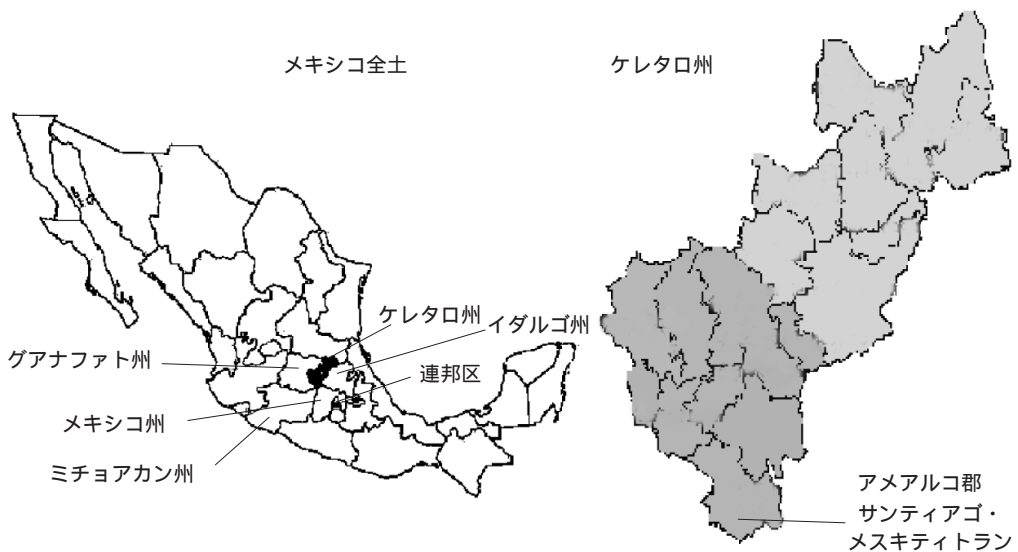 メキシコ全土
ケレタロ州
ケレタロ州
イダルゴ州
グアナファト州
連邦区
メキシコ州
ミチョアカン州
アメアルコ郡
サンティアゴ・
メスキティトラン